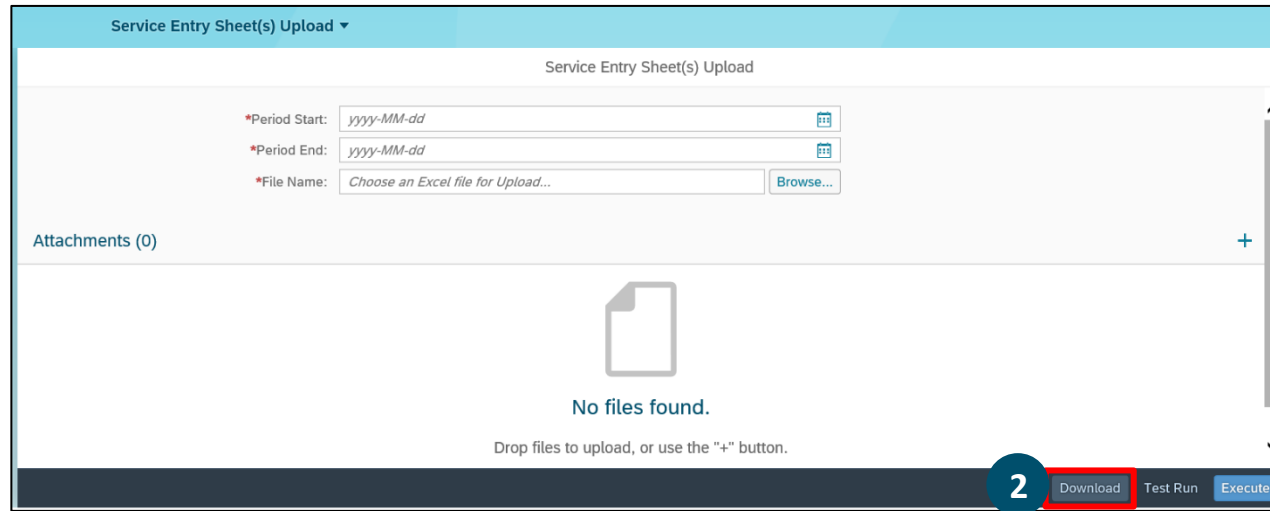 Service Entry Sheet(s) Upload ▼
Service Entry Sheet(s) Upload
*Period Start: yyyy-MM-dd
*Period End: yyyy-MM-dd
*File Name: Choose an Excel file for Upload... Browse...
Attachments (0) +
No files found.
Drop files to upload, or use the "+" button.
2 Download Test Run Execute